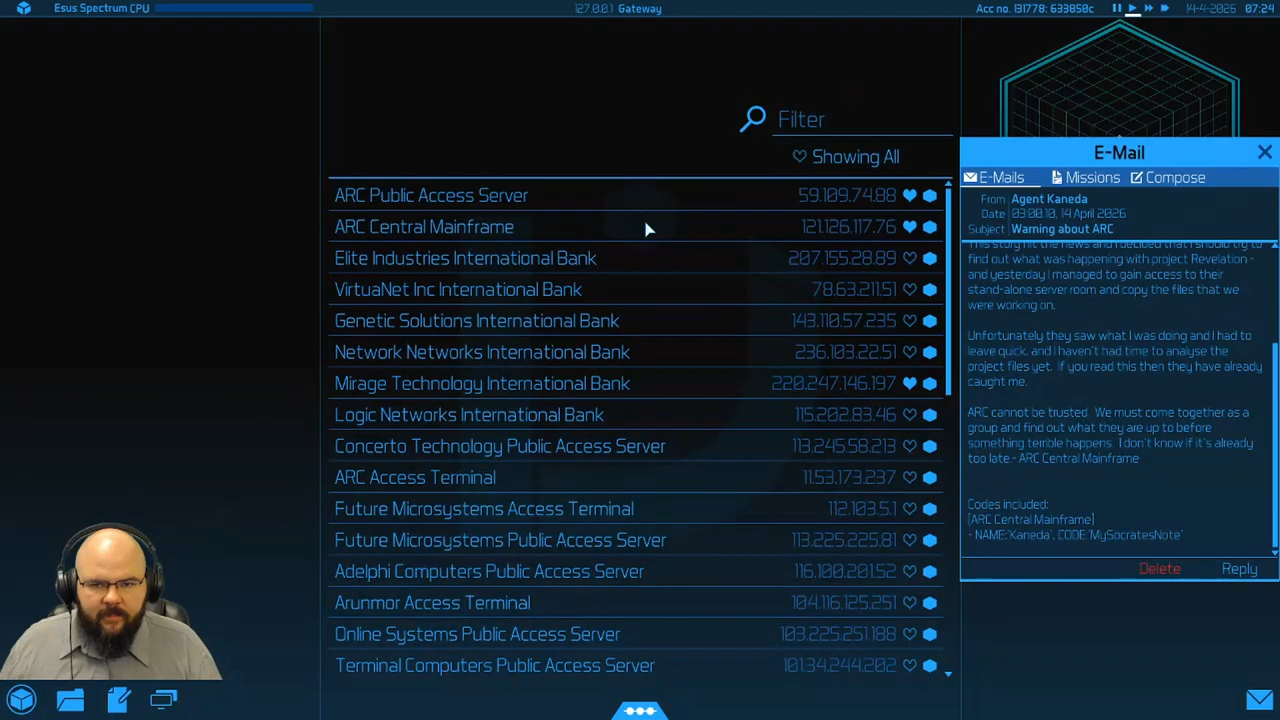 Esus Spectrum CPU
127.0.0.1 Gateway
Acc no. 131778: 633850c
14-4-2026 07:24
Filter
Showing All
ARC Public Access Server 59.109.74.88
ARC Central Mainframe 121.126.117.76
Elite Industries International Bank 207.155.28.89
VirtuaNet Inc International Bank 78.63.211.51
Genetic Solutions International Bank 143.110.57.235
Network Networks International Bank 236.103.22.51
Mirage Technology International Bank 220.247.146.197
Logic Networks International Bank 115.202.83.46
Concerto Technology Public Access Server 113.245.58.213
ARC Access Terminal 11.53.173.237
Future Microsystems Access Terminal 112.103.5.1
Future Microsystems Public Access Server 113.225.225.81
Adelphi Computers Public Access Server 116.100.201.52
Arunmor Access Terminal 104.116.125.251
Online Systems Public Access Server 103.225.251.188
Terminal Computers Public Access Server 101.34.244.202
E-Mail
E-Mails Missions Compose
From Agent Kaneda
Date 03:00.10, 14 April 2026
Subject Warning about ARC
This story hit the news and I decided that I should try to
find out what was happening with project Revelation -
and yesterday I managed to gain access to their
stand-alone server room and copy the files that we
were working on.
Unfortunately they saw what I was doing and I had to
leave quick, and I haven't had time to analyse the
project files yet. If you read this then they have already
caught me.
ARC cannot be trusted. We must come together as a
group and find out what they are up to before
something terrible happens. I don't know if it's already
too late.- ARC Central Mainframe
Codes included:
[ARC Central Mainframe]
- NAME:'Kaneda', CODE'MySocratesNote'
Delete Reply